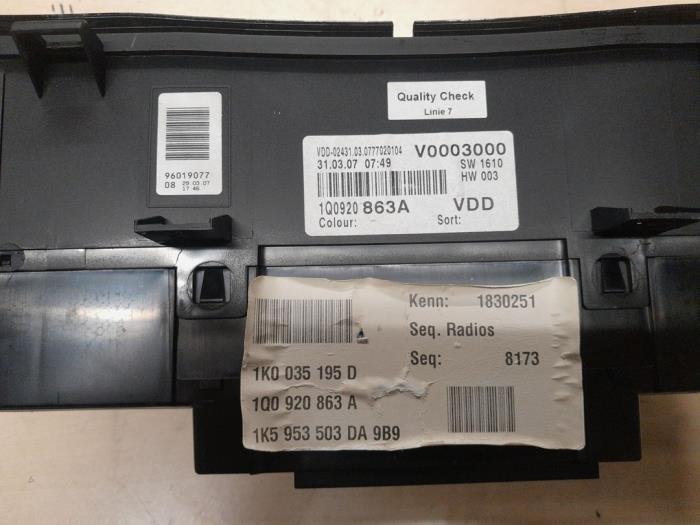 Quality Check
Linie 7
96019077
08 29.03.07
17:46
VDD-02431.03.0777020104 V0003000
31.03.07 07:49 SW 1610
HW 003
1Q0920 863A VDD
Colour: Sort:
Kenn: 1830251
Seq. Radios
Seq: 8173
1K0 035 195 D
1Q0 920 863 A
1K5 953 503 DA 9B9